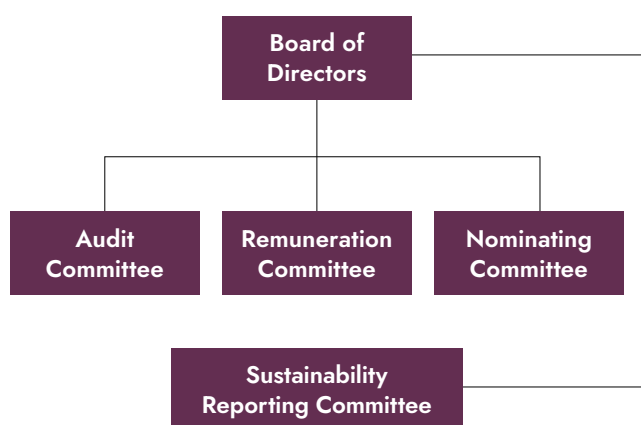 Board of
Directors
Audit
Committee
Remuneration
Committee
Nominating
Committee
Sustainability
Reporting Committee